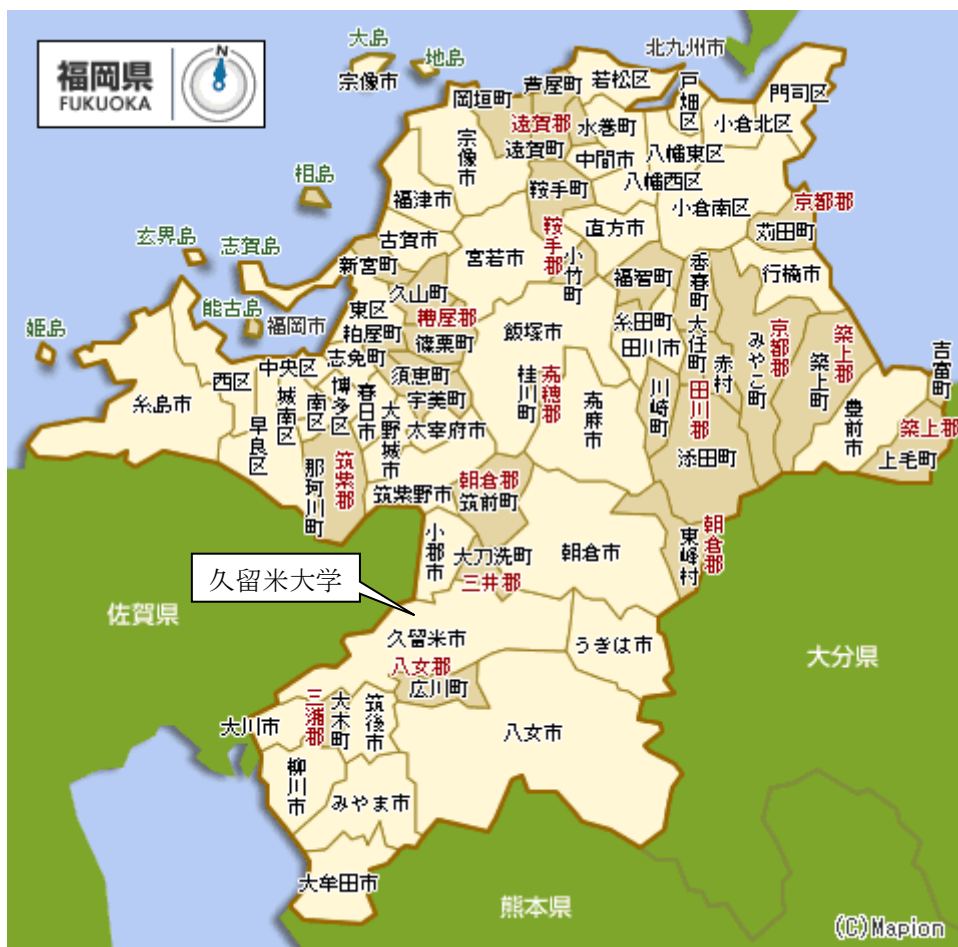 福岡県
FUKUOKA
N
大島
地島
宗像市
北九州市
芦屋町
若松区
戸畑区
門司区
岡垣町
遠賀郡
水巻町
小倉北区
遠賀町
宗像市
中間市
八幡東区
八幡西区
鞍手町
小倉南区
京都郡
相島
福津市
苅田町
直方市
鞍手郡
古賀市
宮若市
小竹町
玄界島
志賀島
新宮町
福智町
香春町
行橋市
久山町
能古島
東区
糟屋郡
福岡市
粕屋町
篠栗町
飯塚市
糸田町
田川市
大任町
赤村
みやこ町
京都郡
築上町
築上郡
姫島
志免町
中央区
西区
須恵町
宇美町
桂川町
嘉穂郡
嘉麻市
川崎町
田川郡
吉富町
糸島市
早良区
城南区
南区
博多区
春日市
大野城市
太宰府市
豊前市
築上郡
上毛町
添田町
那珂川町
筑紫郡
筑紫野市
朝倉郡
筑前町
小郡市
大刀洗町
三井郡
朝倉市
東峰村
朝倉郡
久留米大学
佐賀県
久留米市
うきは市
大分県
八女郡
広川町
大川市
三潴郡
大木町
筑後市
八女市
柳川市
みやま市
大牟田市
熊本県
(C)Mapion